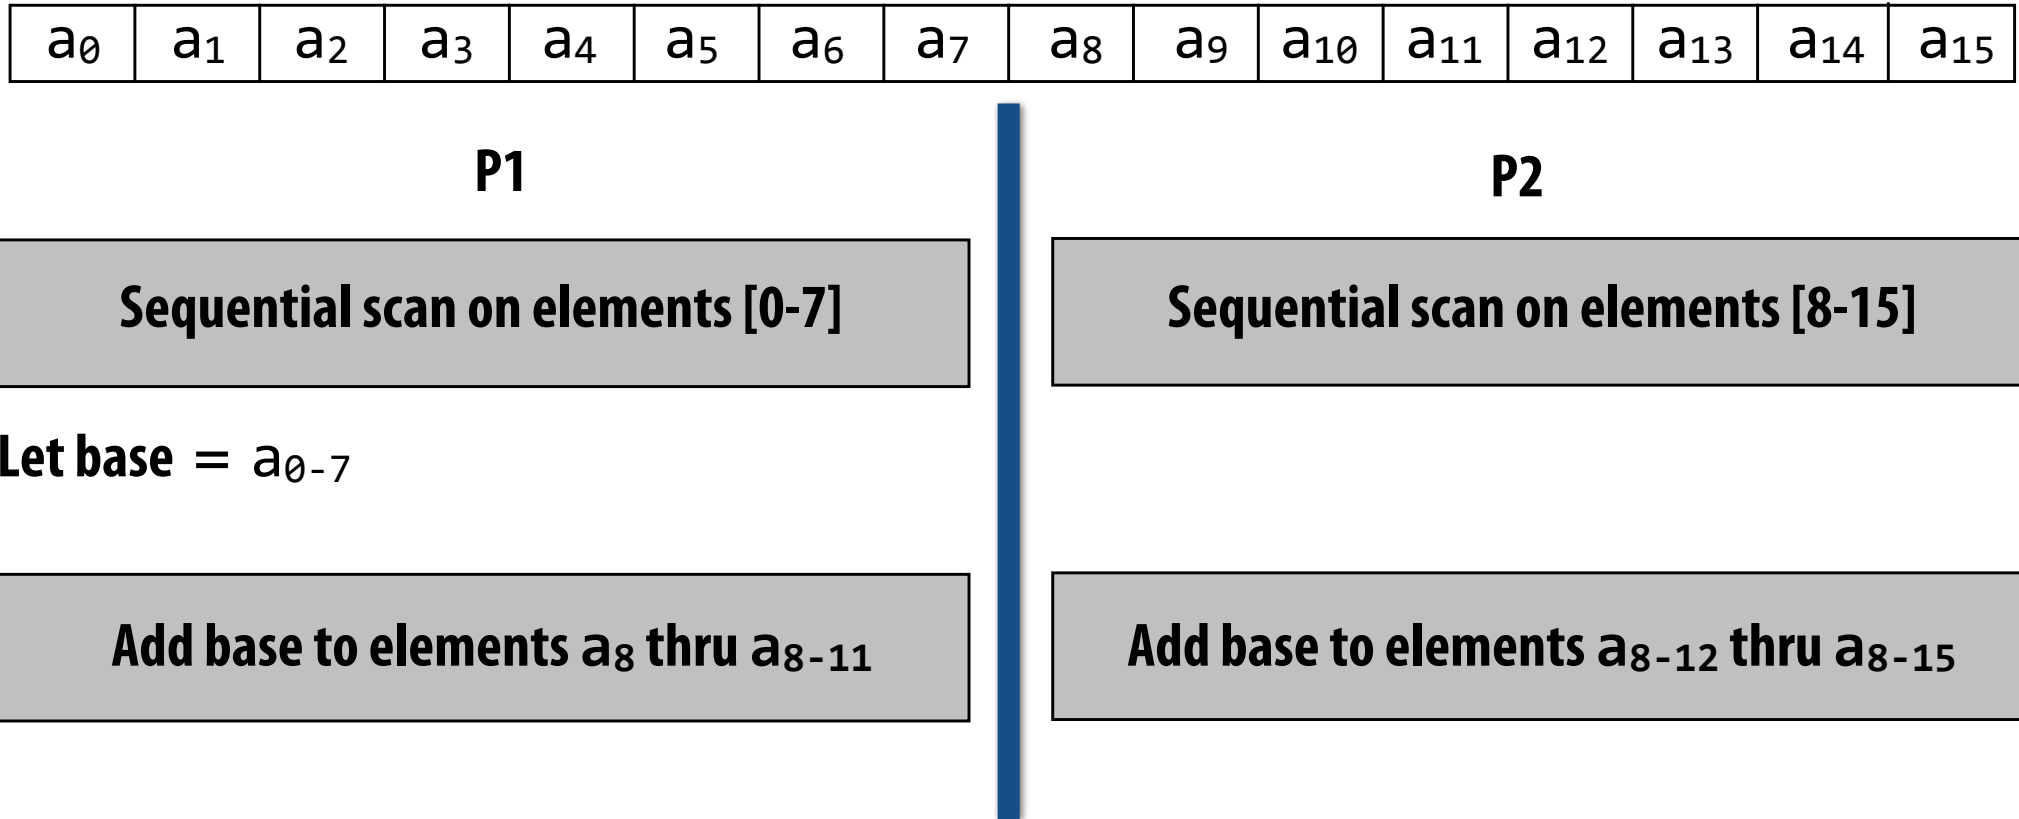 a₀ a₁ a₂ a₃ a₄ a₅ a₆ a₇ a₈ a₉ a₁₀ a₁₁ a₁₂ a₁₃ a₁₄ a₁₅
P1
Sequential scan on elements [0-7]
Let base = a₀₋₇
Add base to elements a₈ thru a₈₋₁₁
P2
Sequential scan on elements [8-15]
Add base to elements a₈₋₁₂ thru a₈₋₁₅